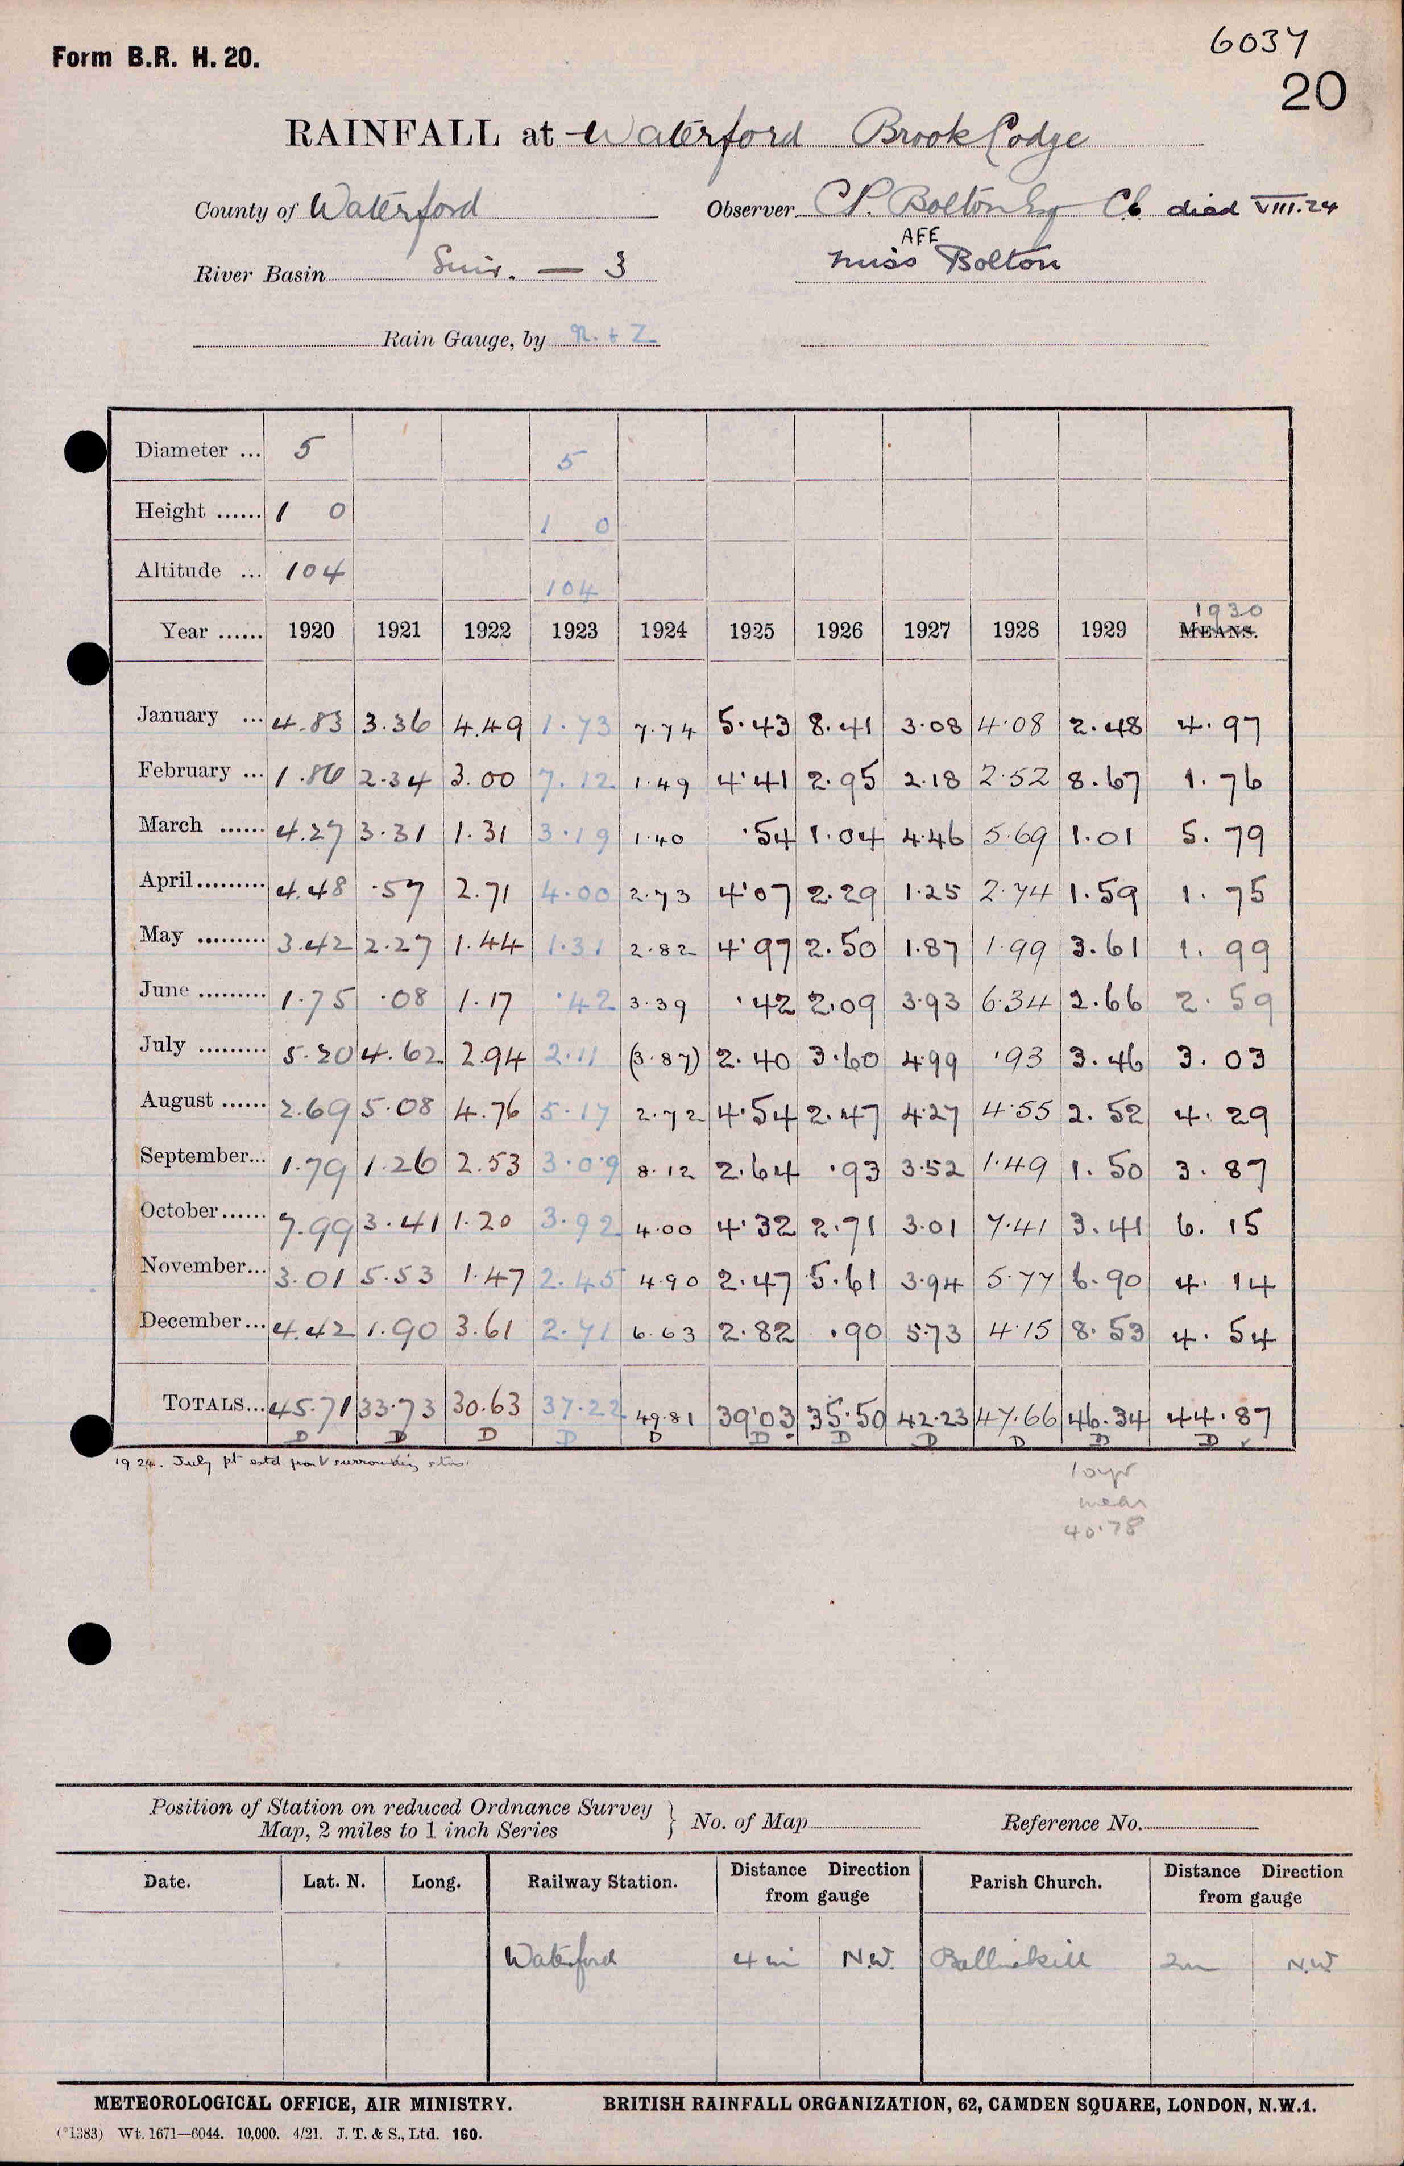 Form B.R. H. 20.
6034
20
RAINFALL at Waterford Brook Lodge
County of Waterford Observer C.P. Bolton Esq C.B. died VIII.24
AFE
River Basin Suir. — 3 Miss Bolton
Rain Gauge, by N. + Z
Diameter ... 5 5
Height ...... 1 0 1 0
Altitude ... 104 104
1930
Year ...... 1920 1921 1922 1923 1924 1925 1926 1927 1928 1929 MEANS.
January ... 4.83 3.36 4.49 1.73 7.74 5.43 8.41 3.08 4.08 2.48 4.97
February ... 1.86 2.34 3.00 7.12 1.49 4.41 2.95 2.18 2.52 8.67 1.76
March ...... 4.27 3.31 1.31 3.19 1.40 .54 1.04 4.46 5.69 1.01 5.79
April......... 4.48 .57 2.71 4.00 2.73 4.07 2.29 1.25 2.74 1.59 1.75
May ......... 3.42 2.27 1.44 1.31 2.82 4.97 2.50 1.87 1.99 3.61 1.99
June ......... 1.75 .08 1.17 .42 3.39 .42 2.09 3.93 6.34 2.66 2.59
July ......... 5.20 4.62 2.94 2.11 (3.87) 2.40 3.60 4.99 .93 3.46 3.03
August ...... 2.69 5.08 4.76 5.17 2.72 4.54 2.47 4.27 4.55 2.52 4.29
September... 1.79 1.26 2.53 3.09 8.12 2.64 .93 3.52 1.49 1.50 3.87
October...... 7.99 3.41 1.20 3.92 4.00 4.32 2.71 3.01 7.41 3.41 6.15
November... 3.01 5.53 1.47 2.45 4.90 2.47 5.61 3.94 5.77 6.90 4.14
December... 4.42 1.90 3.61 2.71 6.63 2.82 .90 5.73 4.15 8.53 4.54
TOTALS... 45.71 33.73 30.63 37.22 49.81 39.03 35.50 42.23 47.66 46.34 44.87
D D D D D D D D D D D
1924. July pt estd from surrounding stns.
10 yr
mean
40.78
Position of Station on reduced Ordnance Survey
Map, 2 miles to 1 inch Series } No. of Map Reference No.
Date. Lat. N. Long. Railway Station. Distance Direction from gauge Parish Church. Distance Direction from gauge
Waterford 4 m N.W. 2m N.W
METEOROLOGICAL OFFICE, AIR MINISTRY. BRITISH RAINFALL ORGANIZATION, 62, CAMDEN SQUARE, LONDON, N.W.1.
(*1383) Wt. 1671—6044. 10,000. 4/21. J. T. & S., Ltd. 160.